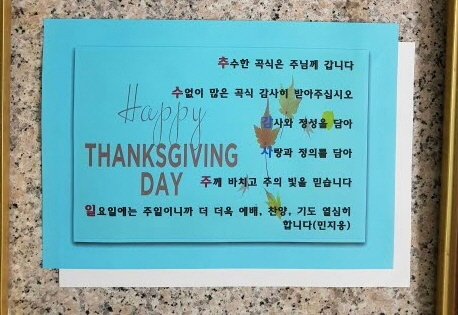 추수한 곡식은 주님께 갑니다
수없이 많은 곡식 감사히 받아주십시오
Happy
감사와 정성을 담아
THANKSGIVING
사랑과 정의를 담아
DAY
주께 바치고 주의 빛을 믿습니다
일요일에는 주일이니까 더 더욱 예배, 찬양, 기도 열심히
합니다(민지웅)